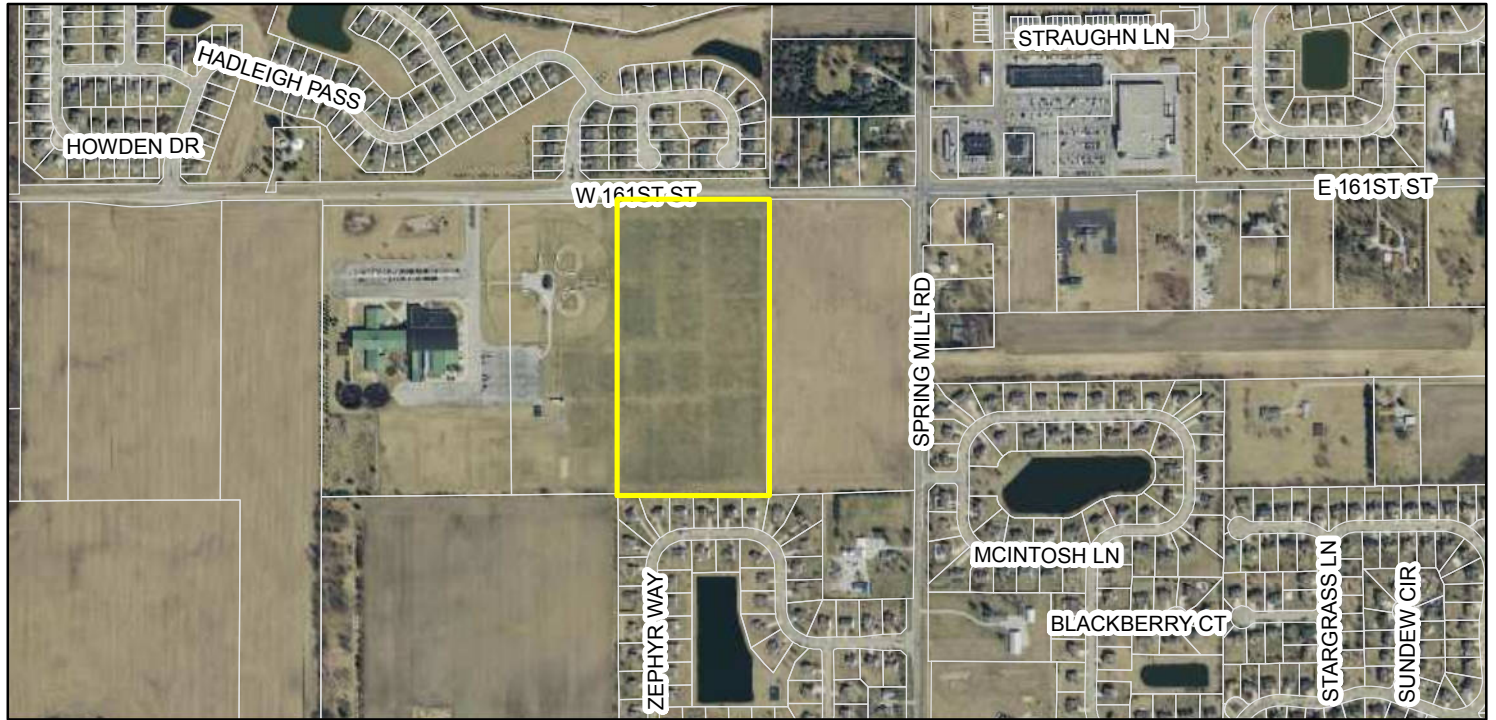 STRAUGHN LN
HADLEIGH PASS
HOWDEN DR
W 161ST ST
E 161ST ST
SPRING MILL RD
MCINTOSH LN
ZEPHYR WAY
BLACKBERRY CT
STARGRASS LN
SUNDEW CIR